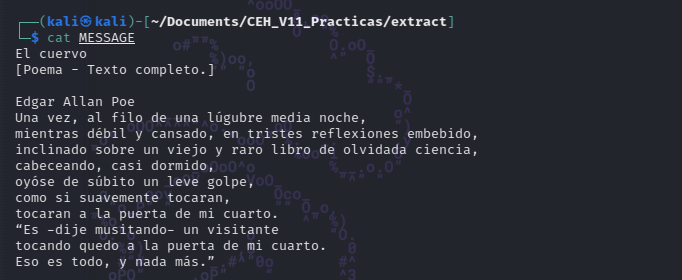 ┌──(kali㉿kali)-[~/Documents/CEH_V11_Practicas/extract]
└─$ cat MESSAGE
El cuervo
[Poema - Texto completo.]

Edgar Allan Poe
Una vez, al filo de una lúgubre media noche,
mientras débil y cansado, en tristes reflexiones embebido,
inclinado sobre un viejo y raro libro de olvidada ciencia,
cabeceando, casi dormido,
oyóse de súbito un leve golpe,
como si suavemente tocaran,
tocaran a la puerta de mi cuarto.
“Es —dije musitando— un visitante
tocando quedo a la puerta de mi cuarto.
Eso es todo, y nada más.”